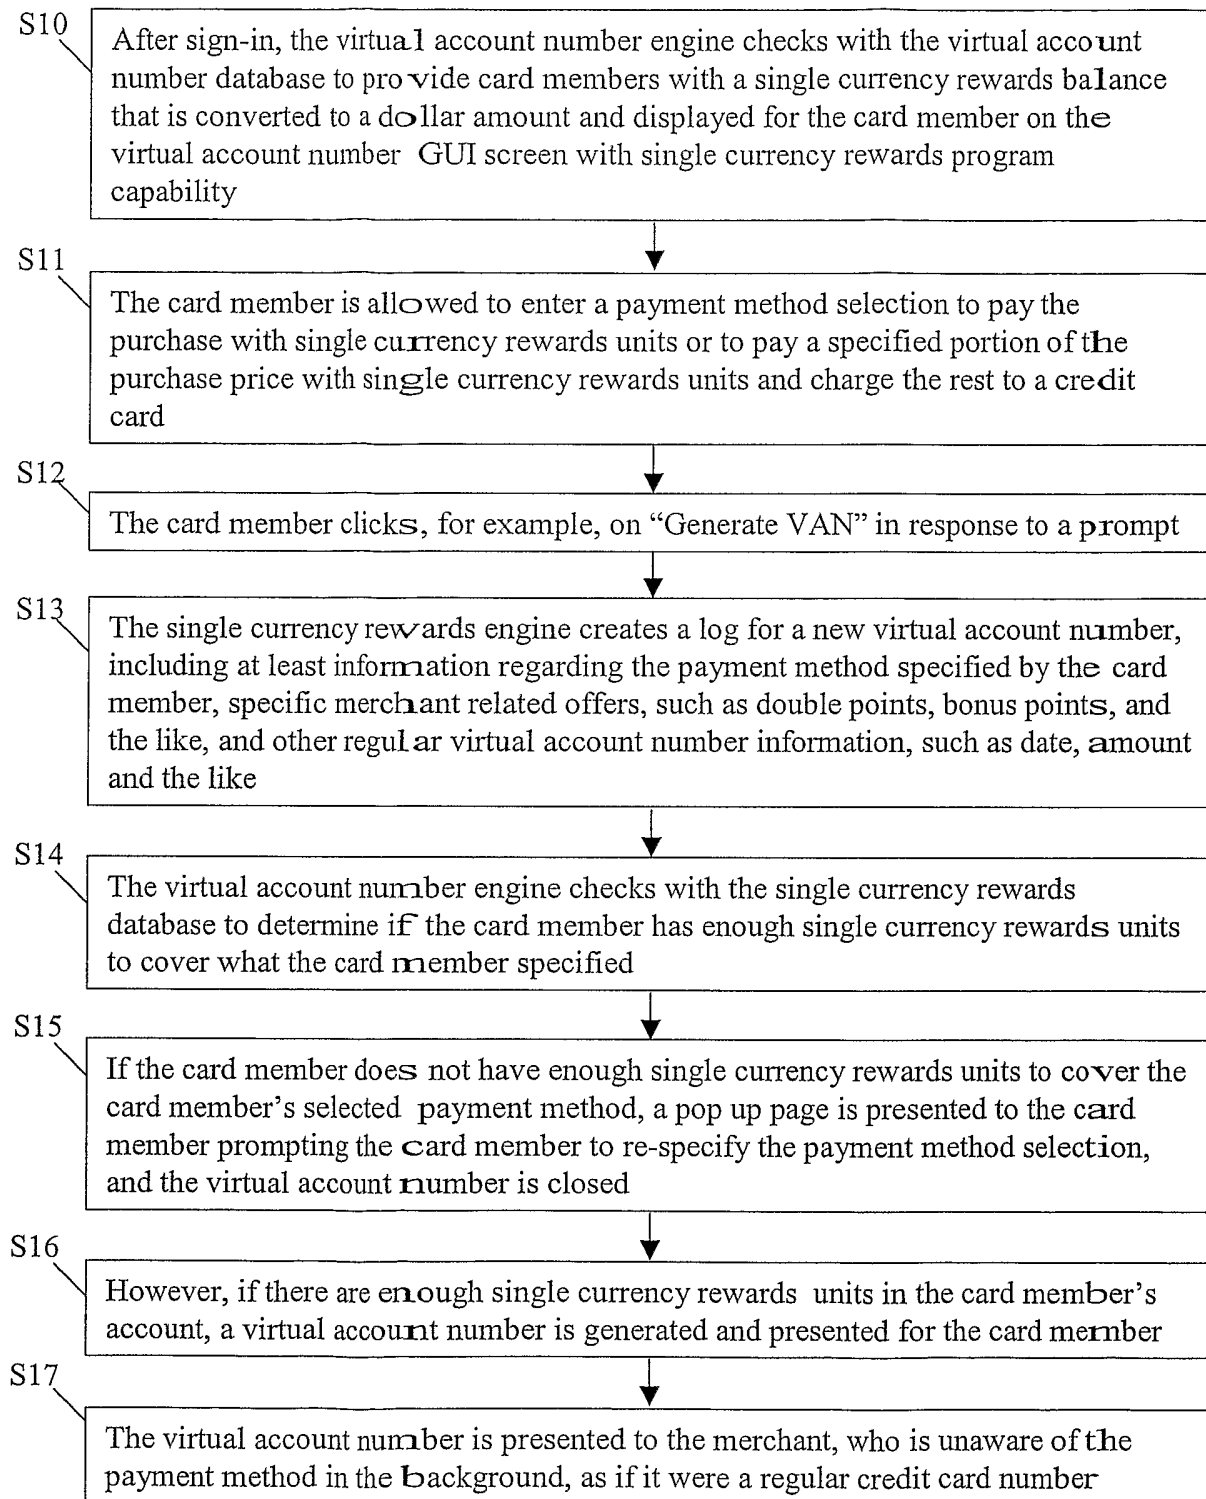 S10
After sign-in, the virtual account number engine checks with the virtual account
number database to provide card members with a single currency rewards balance
that is converted to a dollar amount and displayed for the card member on the
virtual account number GUI screen with single currency rewards program
capability
S11
The card member is allowed to enter a payment method selection to pay the
purchase with single currency rewards units or to pay a specified portion of the
purchase price with single currency rewards units and charge the rest to a credit
card
S12
The card member clicks, for example, on “Generate VAN” in response to a prompt
S13
The single currency rewards engine creates a log for a new virtual account number,
including at least information regarding the payment method specified by the card
member, specific merchant related offers, such as double points, bonus points, and
the like, and other regular virtual account number information, such as date, amount
and the like
S14
The virtual account number engine checks with the single currency rewards
database to determine if the card member has enough single currency rewards units
to cover what the card member specified
S15
If the card member does not have enough single currency rewards units to cover the
card member’s selected payment method, a pop up page is presented to the card
member prompting the card member to re-specify the payment method selection,
and the virtual account number is closed
S16
However, if there are enough single currency rewards units in the card member’s
account, a virtual account number is generated and presented for the card member
S17
The virtual account number is presented to the merchant, who is unaware of the
payment method in the background, as if it were a regular credit card number